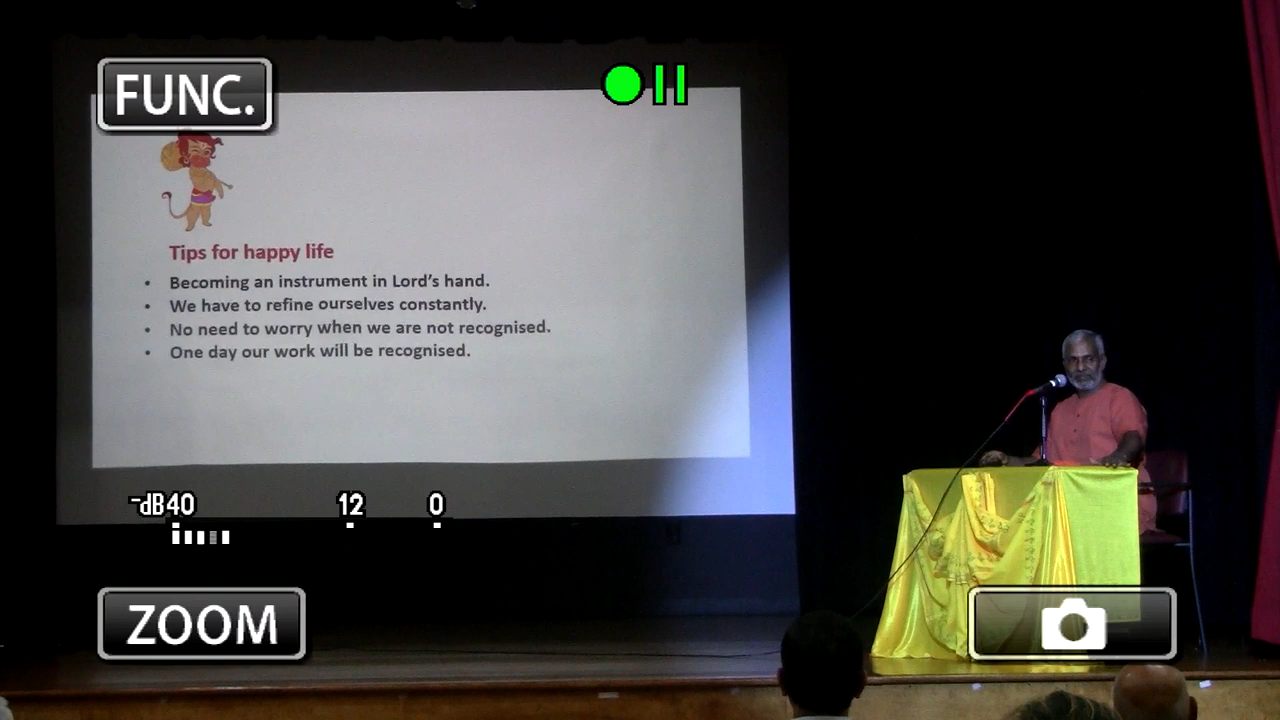 FUNC.
Tips for happy life
• Becoming an instrument in Lord's hand.
• We have to refine ourselves constantly.
• No need to worry when we are not recognised.
• One day our work will be recognised.
-dB40 12 0
ZOOM